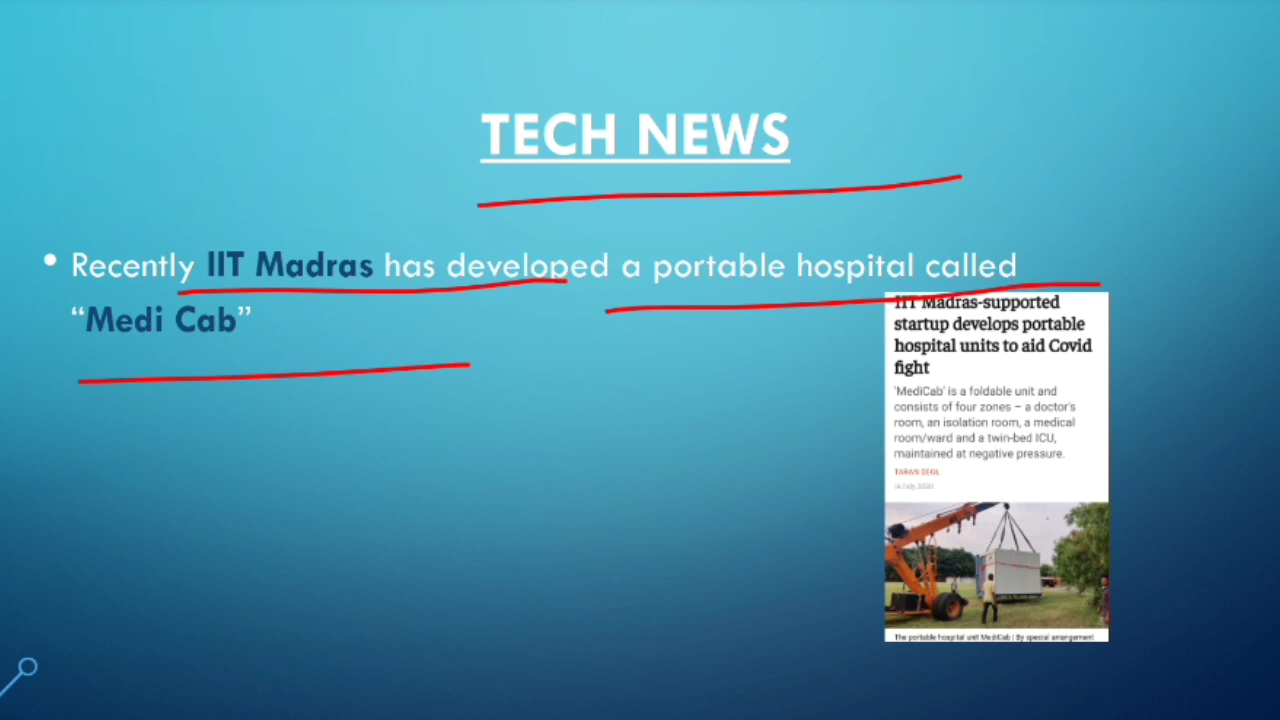 TECH NEWS
• Recently IIT Madras has developed a portable hospital called
“Medi Cab”
IIT Madras-supported
startup develops portable
hospital units to aid Covid
fight
'MediCab' is a foldable unit and
consists of four zones – a doctor's
room, an isolation room, a medical
room/ward and a twin-bed ICU,
maintained at negative pressure.
TARAN DEOL
14 July, 2020
The portable hospital unit MediCab | By special arrangement